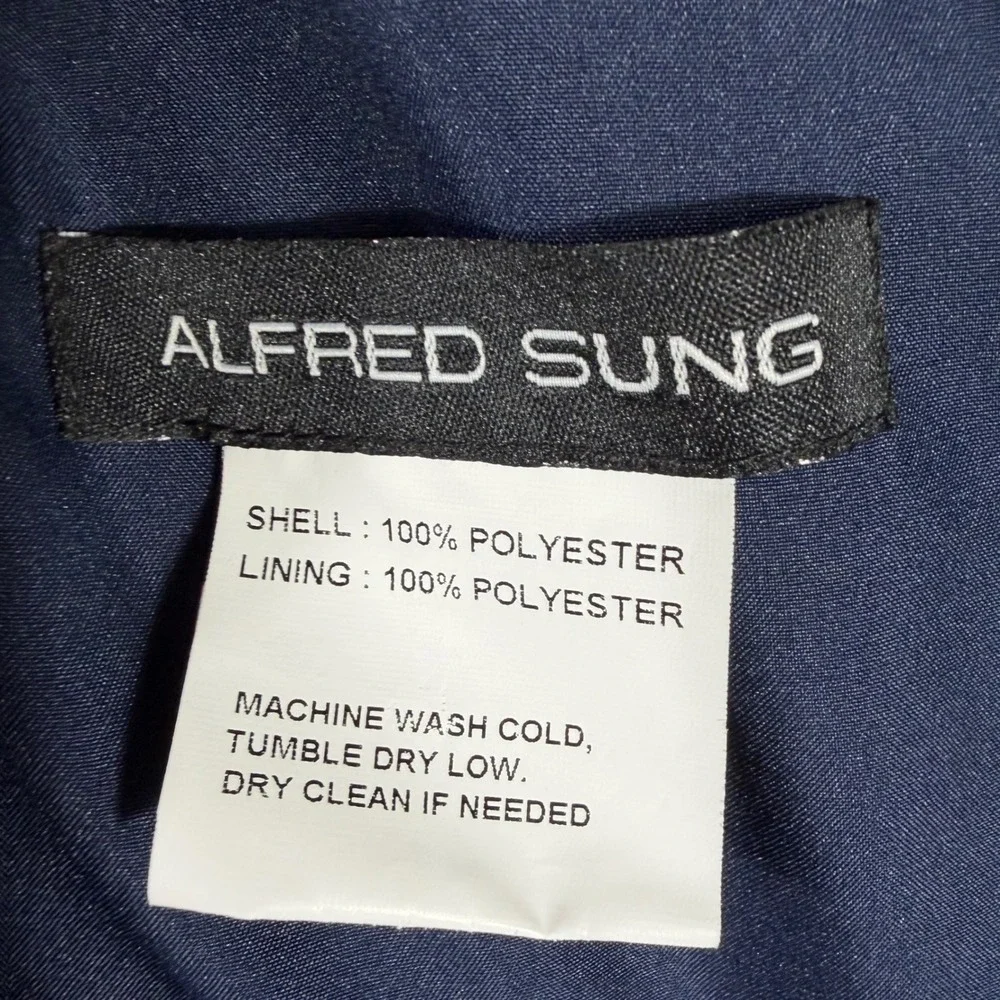 ALFRED SUNG
SHELL : 100% POLYESTER
LINING : 100% POLYESTER
MACHINE WASH COLD,
TUMBLE DRY LOW.
DRY CLEAN IF NEEDED